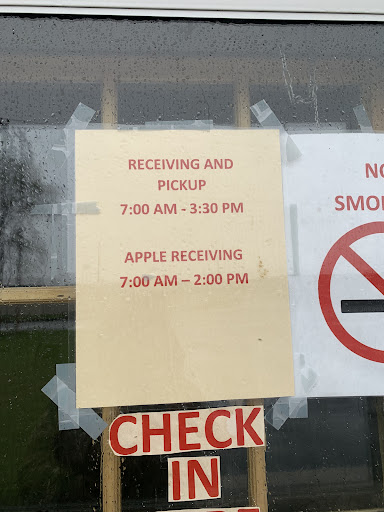 RECEIVING AND
PICKUP
7:00 AM - 3:30 PM
APPLE RECEIVING
7:00 AM – 2:00 PM
CHECK
IN